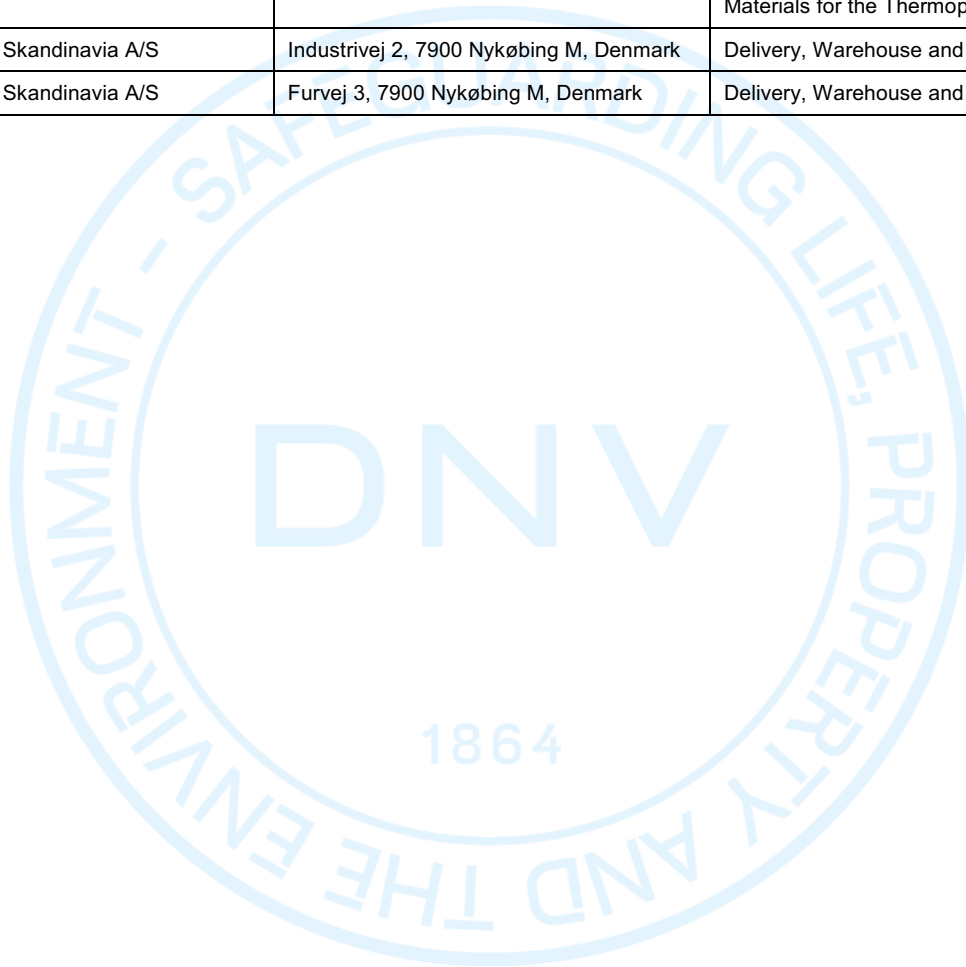 Materials for the
Skandinavia A/S Industrivej 2, 7900 Nykøbing M, Denmark Delivery, Warehouse and
Skandinavia A/S Furvej 3, 7900 Nykøbing M, Denmark Delivery, Warehouse and
SAFEGUARDING LIFE, PROPERTY AND THE ENVIRONMENT -
DNV
1864